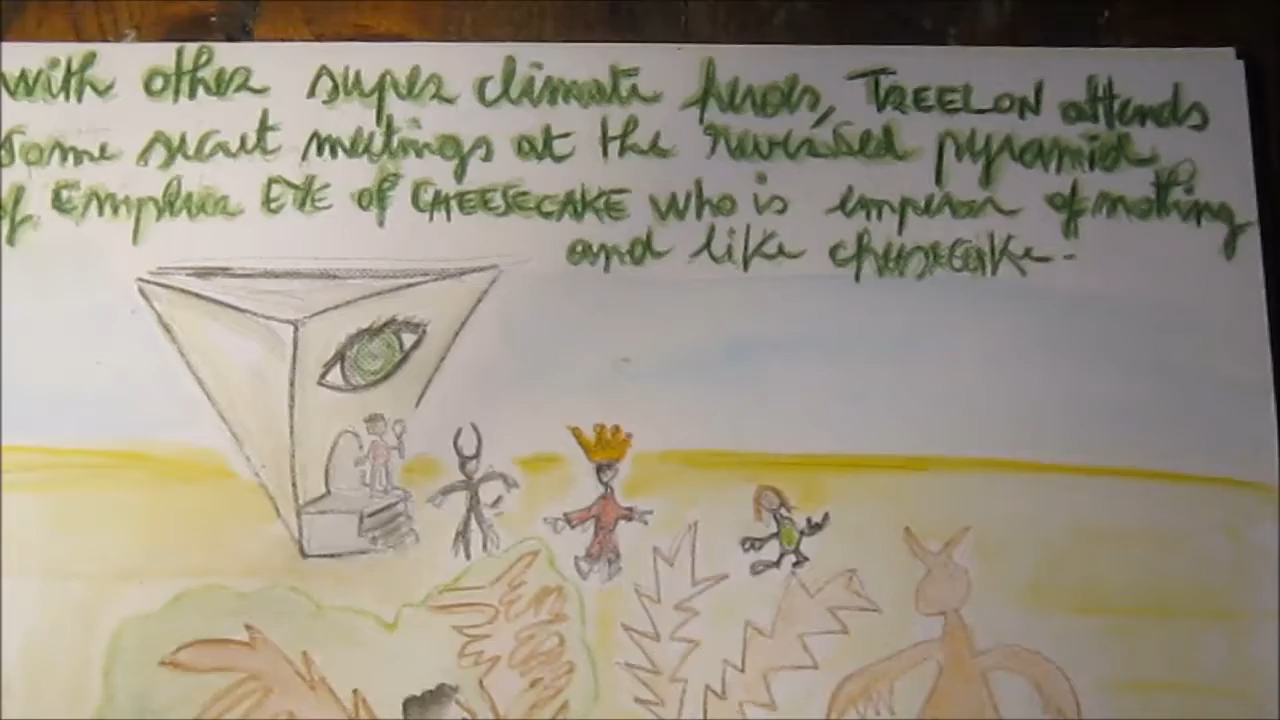 with other super climate heros, TREELON attends
some secret meetings at the reversed pyramid
of Emperor EYE OF CHEESECAKE who is emperor of nothing
and like cheesecake.